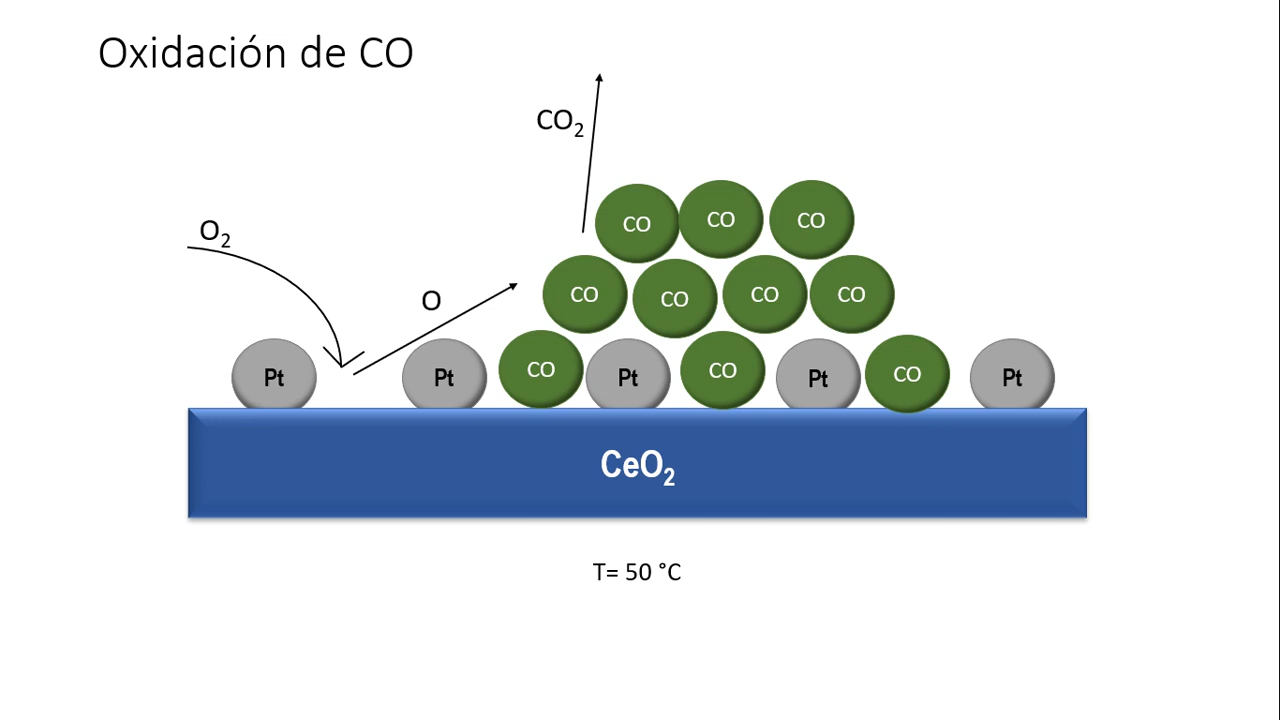 Oxidación de CO
CO₂
O₂
CO CO CO
O
CO CO CO CO
Pt Pt CO Pt CO Pt CO Pt
CeO₂
T= 50 °C